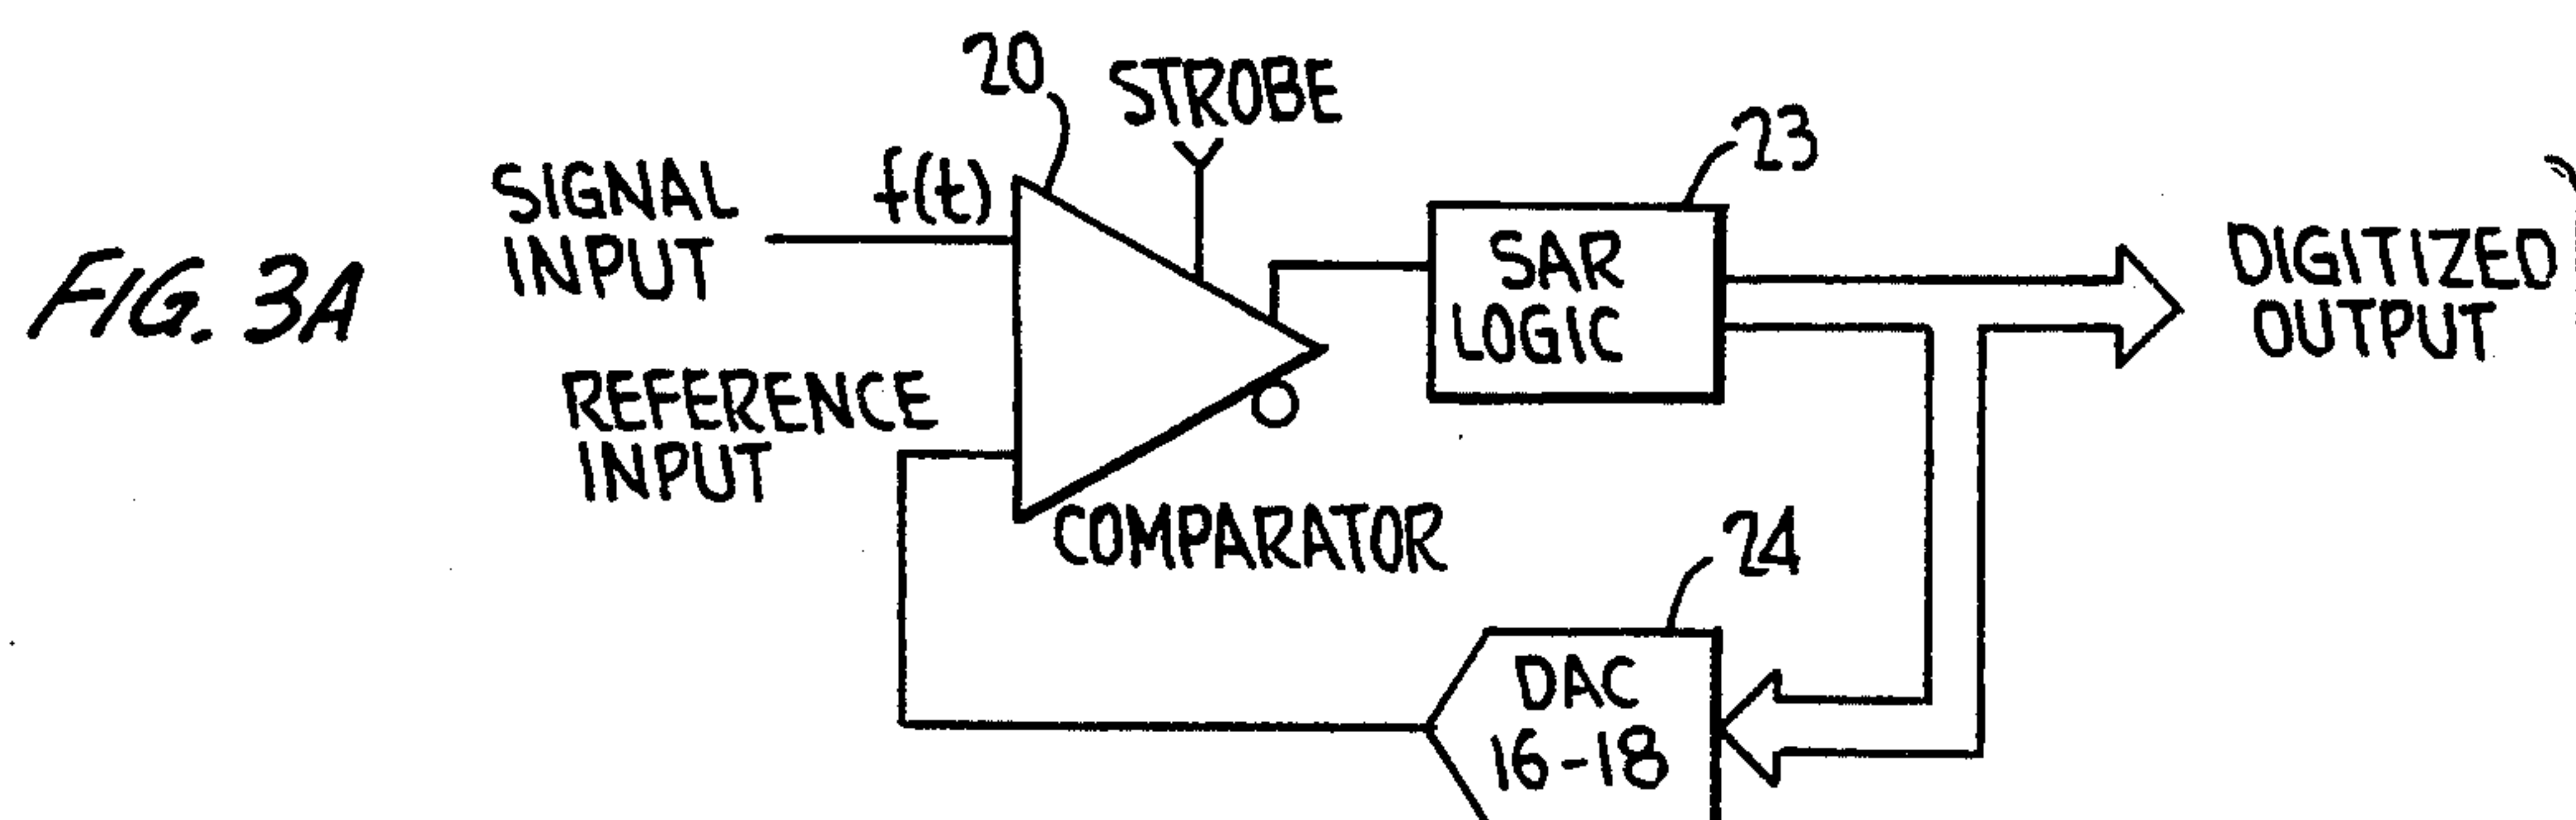 FIG. 3A
SIGNAL
INPUT
f(t)
20
STROBE
REFERENCE
INPUT
COMPARATOR
23
SAR
LOGIC
DIGITIZED
OUTPUT
24
DAC
16-18